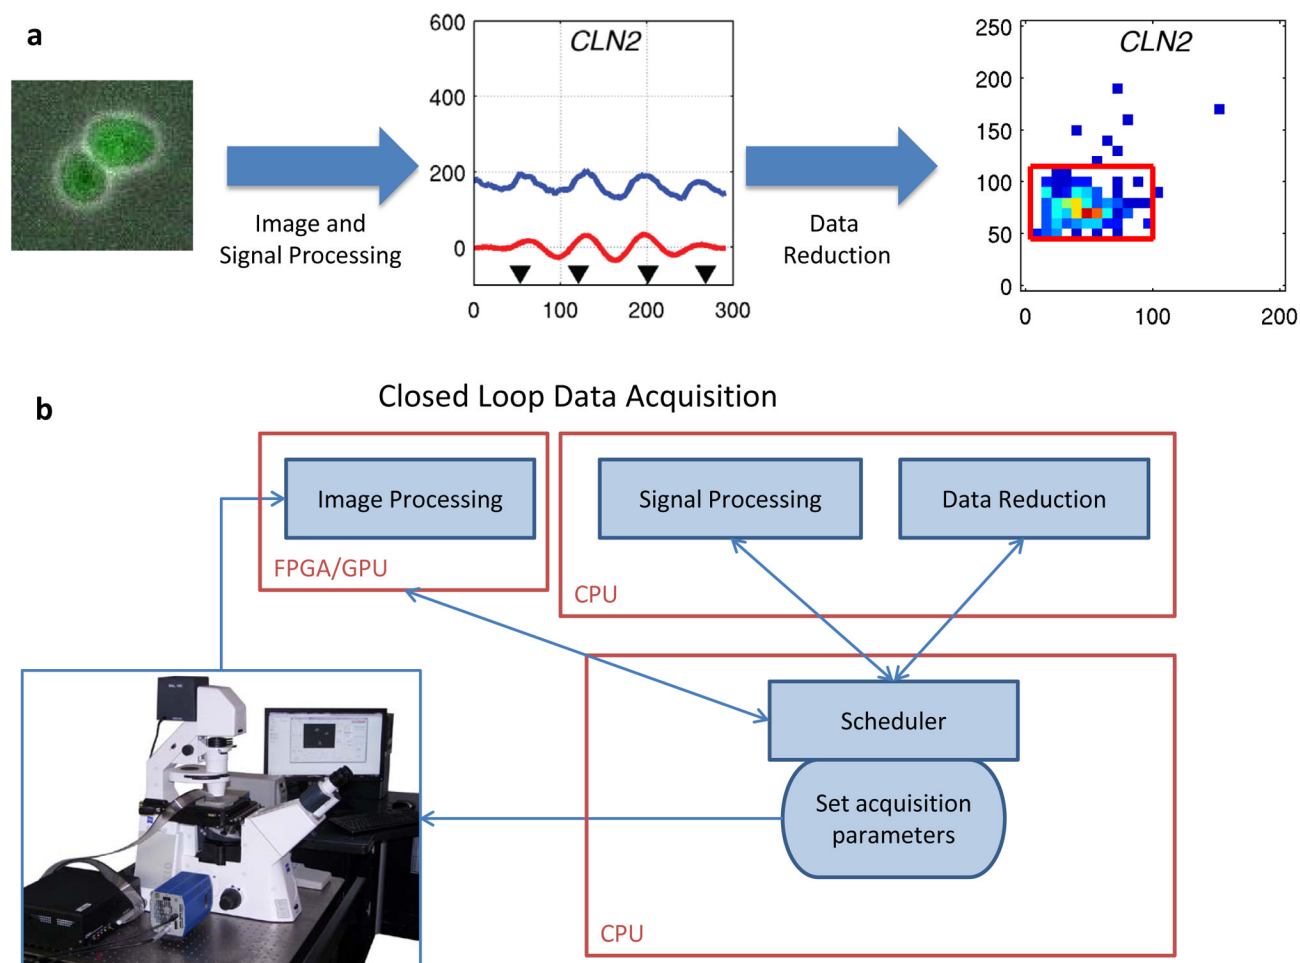 a
CLN2
600
400
200
0
0 100 200 300
Image and
Signal Processing
Data
Reduction
CLN2
250
200
150
100
50
0
0 100 200
b
Closed Loop Data Acquisition
Image Processing
FPGA/GPU
Signal Processing
Data Reduction
CPU
Scheduler
Set acquisition
parameters
CPU